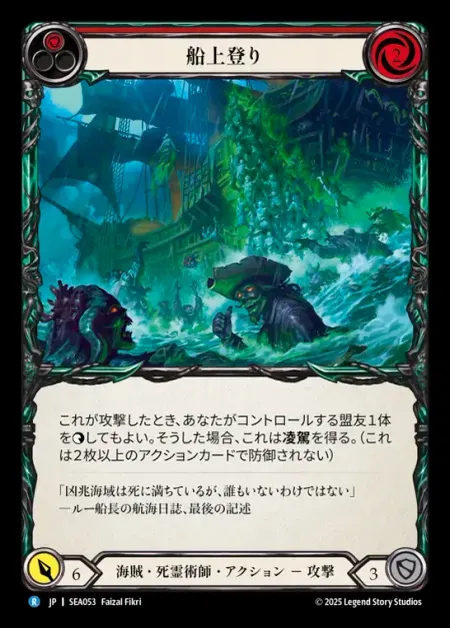 船上登り
2
これが攻撃したとき、あなたがコントロールする盟友1体
をしてもよい。そうした場合、これは凌駕を得る。(これ
は2枚以上のアクションカードで防御されない)
「凶兆海域は死に満ちているが、誰もいないわけではない」
―ルー船長の航海日誌、最後の記述
6
海賊・死霊術師・アクション ― 攻撃
3
R JP | SEA053 Faizal Fikri
© 2025 Legend Story Studios